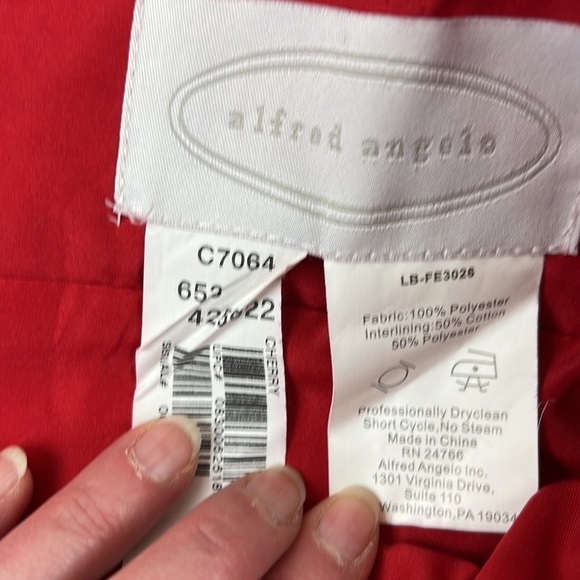 alfred angelo
C7064
CHERRY
LB-FE3026
Fabric:100% Polyester
Interlining:50% Cotton
50% Polyester
Professionally Dryclean
Short Cycle,No Steam
Made in China
RN 24766
Alfred Angelo Inc.
1301 Virginia Drive,
Suite 110
Washington,PA 19034